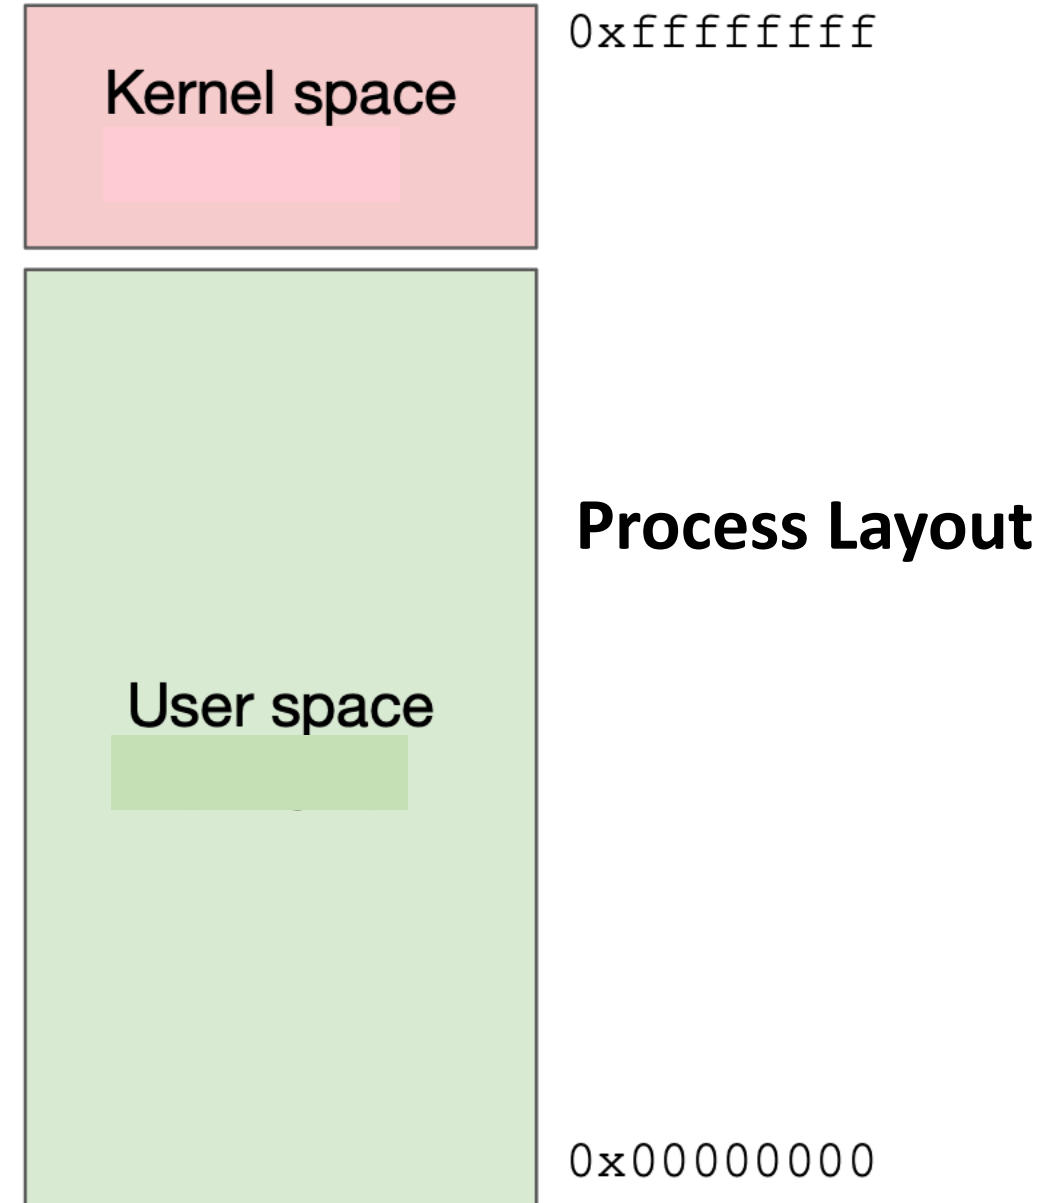 0xffffffff
Kernel space
Process Layout
User space
0x00000000